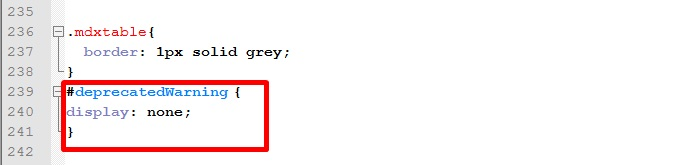 235
236 .mdxtable{
237 border: 1px solid grey;
238 }
239 #deprecatedWarning {
240 display: none;
241 }
242